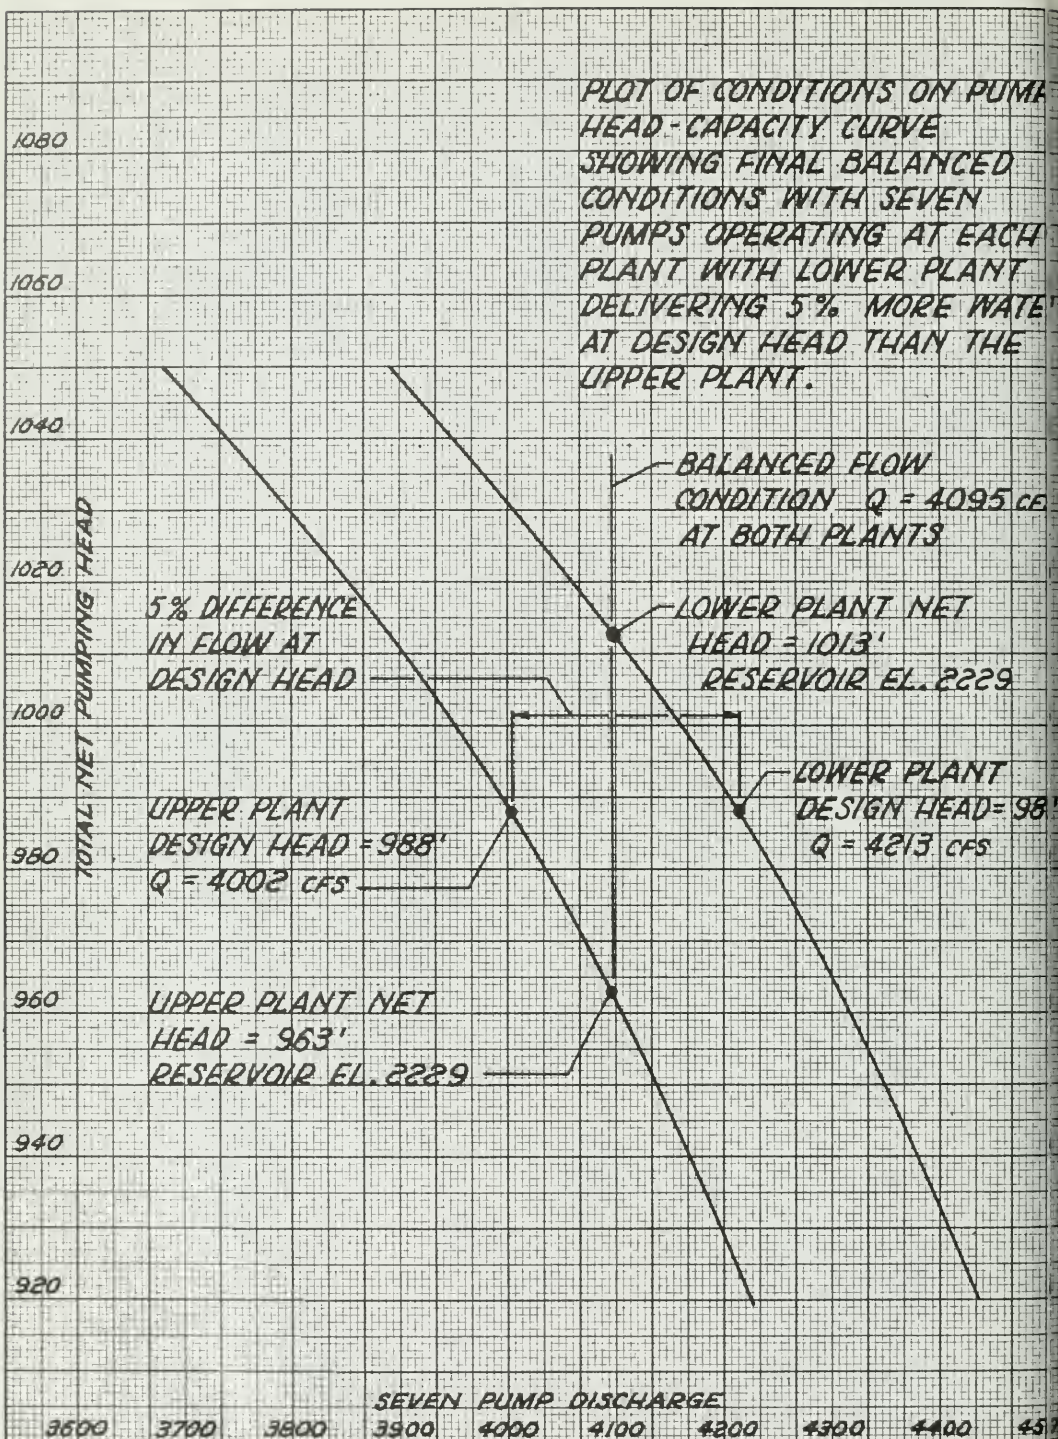 PLOT OF CONDITIONS ON PUMP
HEAD-CAPACITY CURVE
SHOWING FINAL BALANCED
CONDITIONS WITH SEVEN
PUMPS OPERATING AT EACH
PLANT WITH LOWER PLANT
DELIVERING 5% MORE WATE
AT DESIGN HEAD THAN THE
UPPER PLANT.
1080
1060
1040
1020
1000
980
960
940
920
TOTAL NET PUMPING HEAD
BALANCED FLOW
CONDITION Q = 4095 CF
AT BOTH PLANTS
5% DIFFERENCE
IN FLOW AT
DESIGN HEAD
LOWER PLANT NET
HEAD = 1013'
RESERVOIR EL. 2229
LOWER PLANT
DESIGN HEAD = 98
Q = 4213 CFS
UPPER PLANT
DESIGN HEAD = 988'
Q = 4002 CFS
UPPER PLANT NET
HEAD = 963'
RESERVOIR EL. 2229
SEVEN PUMP DISCHARGE
3600 3700 3800 3900 4000 4100 4200 4300 4400 45